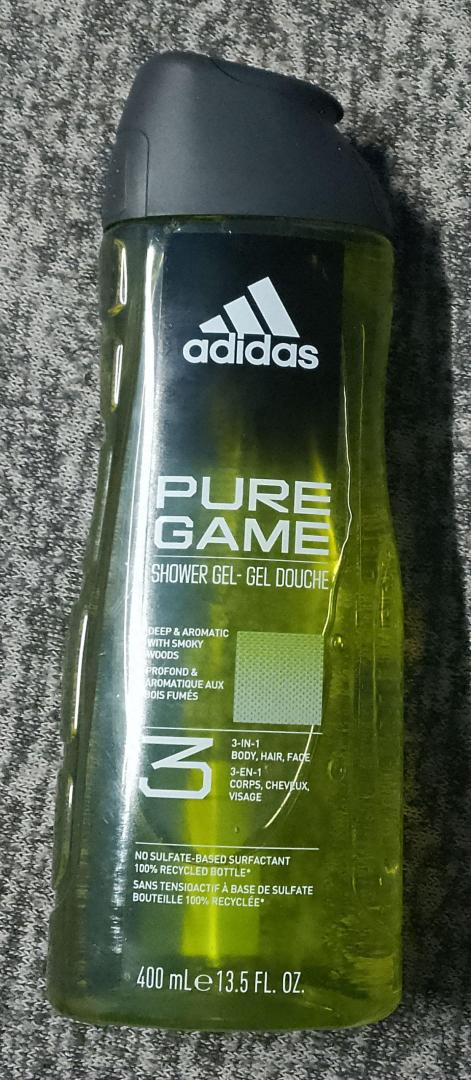 adidas
PURE
GAME
SHOWER GEL- GEL DOUCHE
DEEP & AROMATIC
WITH SMOKY
WOODS
PROFOND &
AROMATIQUE AUX
BOIS FUMÉS
3
3-IN-1
BODY, HAIR, FACE
3-EN-1
CORPS, CHEVEUX,
VISAGE
NO SULFATE-BASED SURFACTANT
100% RECYCLED BOTTLE*
SANS TENSIOACTIF À BASE DE SULFATE
BOUTEILLE 100% RECYCLÉE*
400 mL e 13.5 FL. OZ.